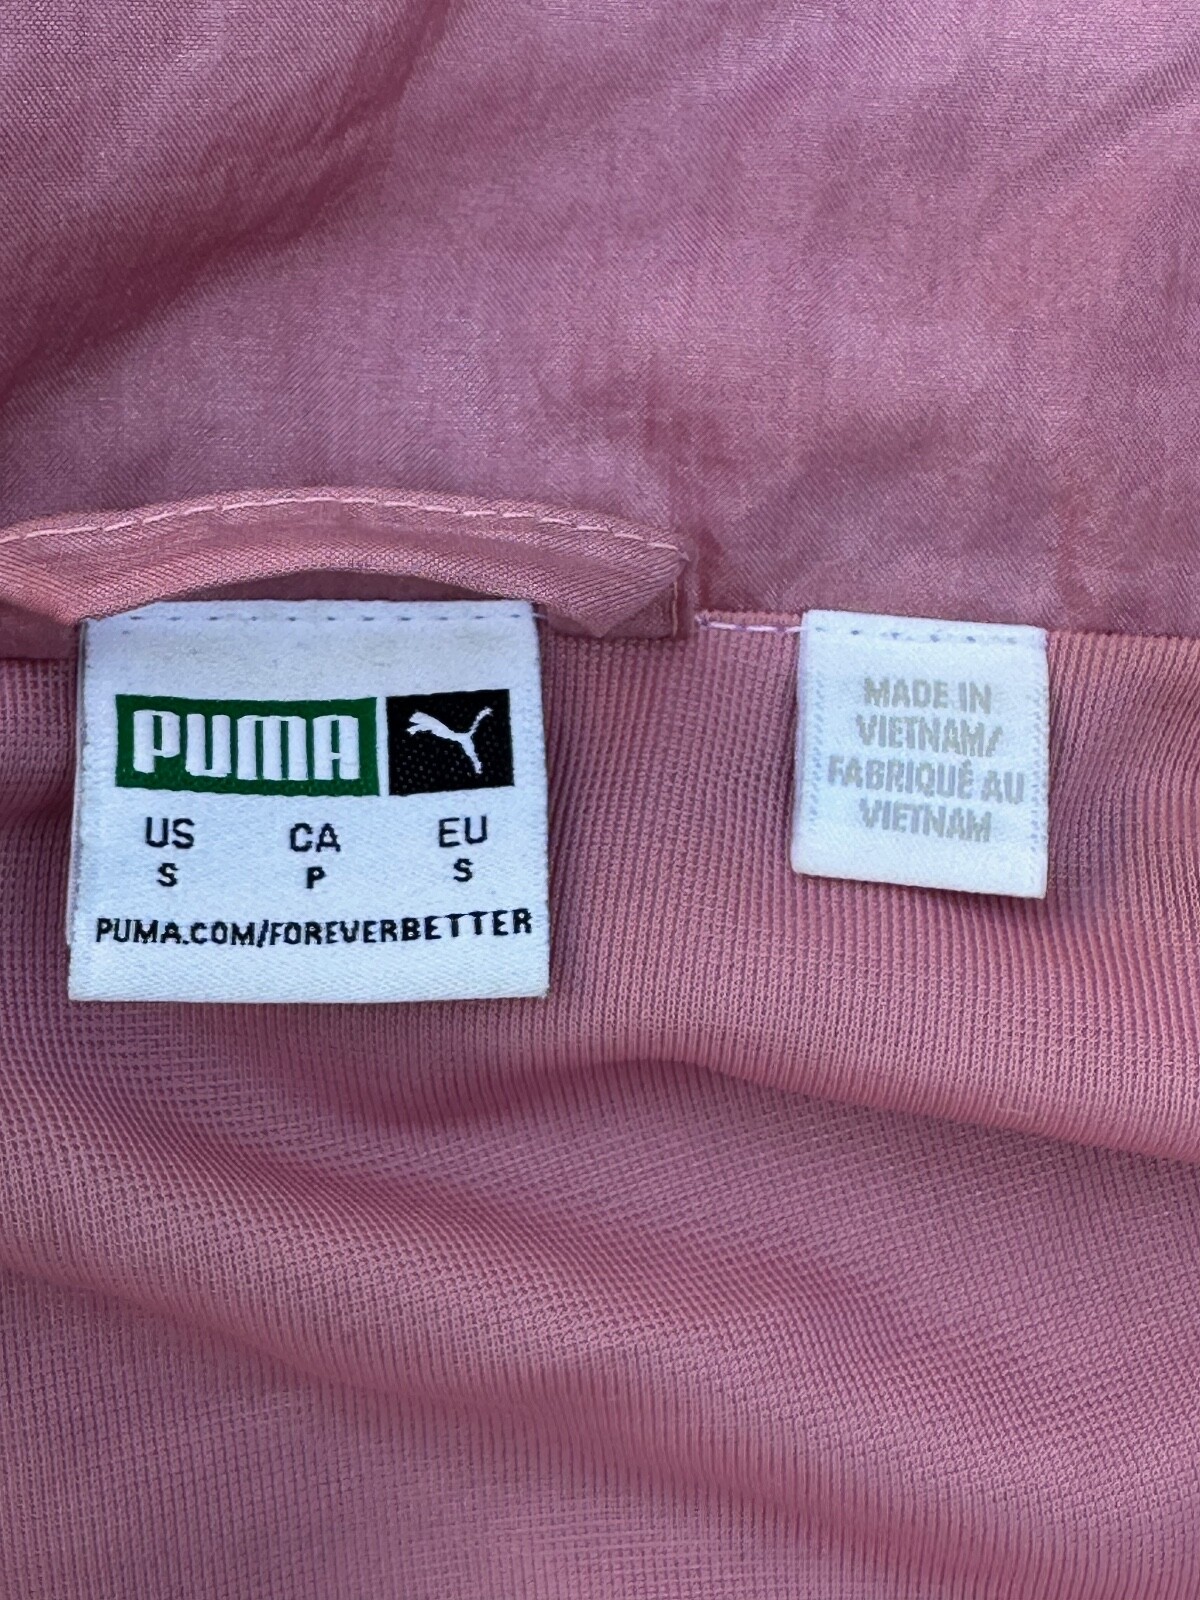 PUMA
US CA EU
S P S
PUMA.COM/FOREVERBETTER
MADE IN
VIETNAM/
FABRIQUÉ AU
VIETNAM